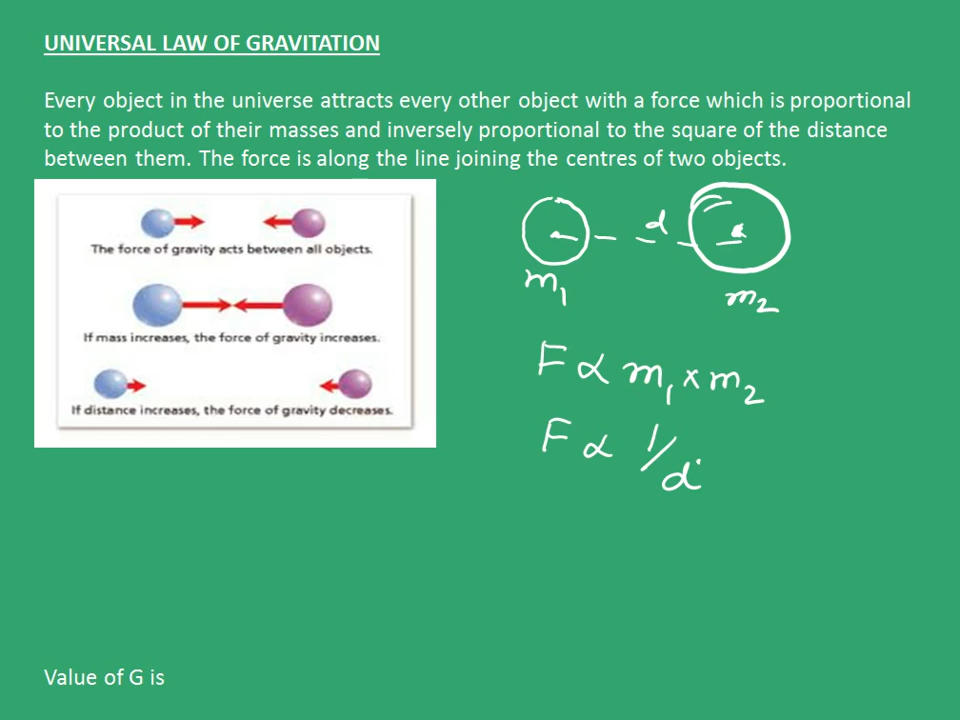 UNIVERSAL LAW OF GRAVITATION
Every object in the universe attracts every other object with a force which is proportional
to the product of their masses and inversely proportional to the square of the distance
between them. The force is along the line joining the centres of two objects.
The force of gravity acts between all objects.
If mass increases, the force of gravity increases.
If distance increases, the force of gravity decreases.
d
m₁ m₂
F ∝ m₁ × m₂
F ∝ 1/d
Value of G is